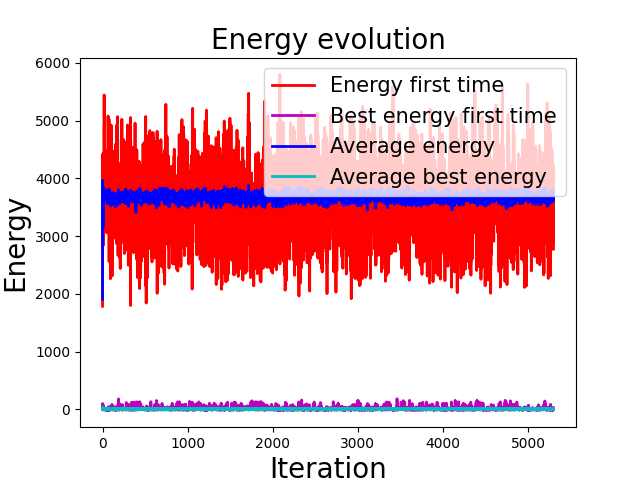 Energy evolution
Energy
6000
5000
4000
3000
2000
1000
0
Energy first time
Best energy first time
Average energy
Average best energy
0 1000 2000 3000 4000 5000
Iteration